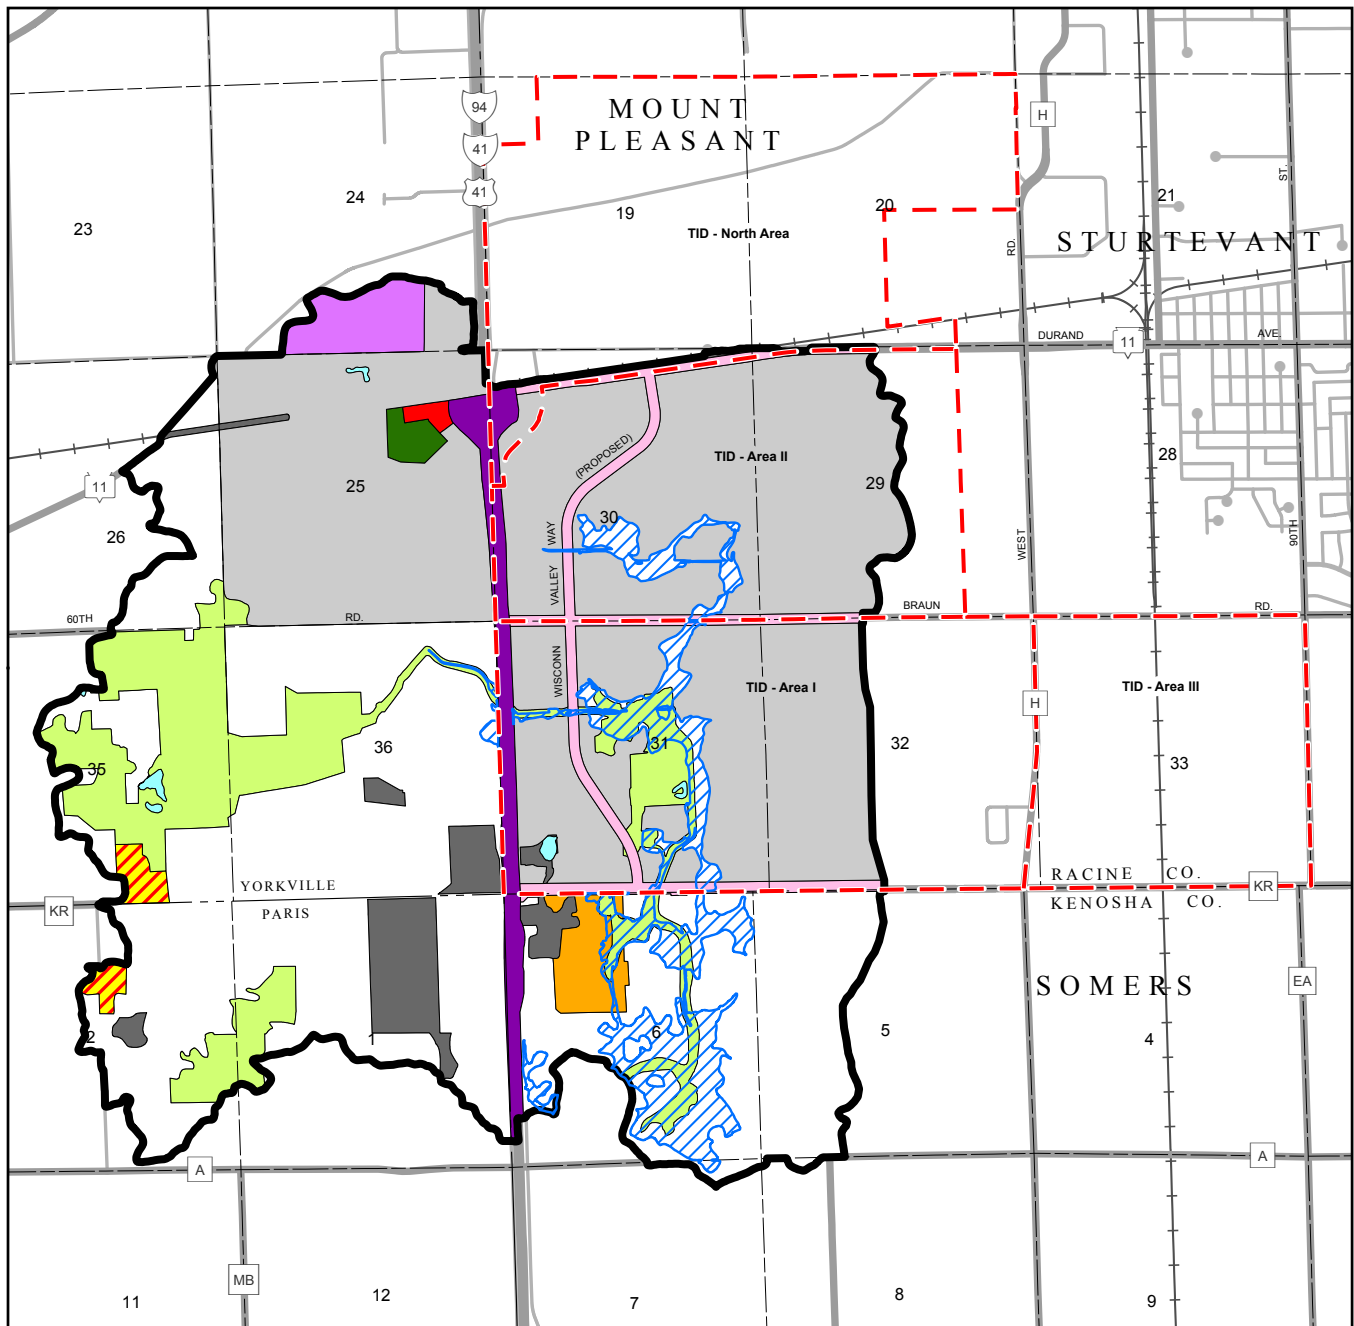 94
MOUNT
PLEASANT
H
41
41
24
20
21
ST.
23
19
TID - North Area
RD.
STURTEVANT
DURAND
AVE.
11
(PROPOSED)
TID - Area II
28
25
29
11
30
26
WAY
WEST
90TH
VALLEY
60TH
RD.
BRAUN
RD.
WISCONN
TID - Area I
TID - Area III
H
36
31
32
33
35
YORKVILLE
RACINE CO.
KR
KR
PARIS
KENOSHA CO.
SOMERS
EA
2
1
6
5
4
A
A
MB
11
12
7
8
9